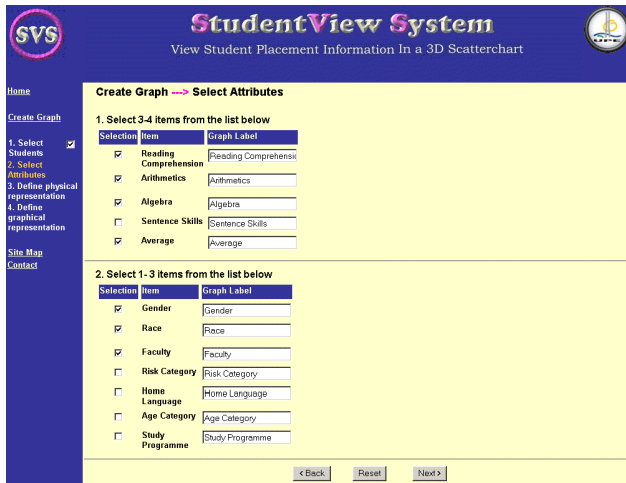 SVS
StudentView System
View Student Placement Information In a 3D Scatterchart
UPE
Home
Create Graph
1. Select
Students
2. Select
Attributes
3. Define physical
representation
4. Define
graphical
representation
Site Map
Contact
Create Graph ---> Select Attributes
1. Select 3-4 items from the list below
Selection Item Graph Label
Reading Comprehension Reading Comprehensi
Arithmetics Arithmetics
Algebra Algebra
Sentence Skills Sentence Skills
Average Average
2. Select 1- 3 items from the list below
Selection Item Graph Label
Gender Gender
Race Race
Faculty Faculty
Risk Category Risk Category
Home Language Home Language
Age Category Age Category
Study Programme Study Programme
< Back Reset Next >